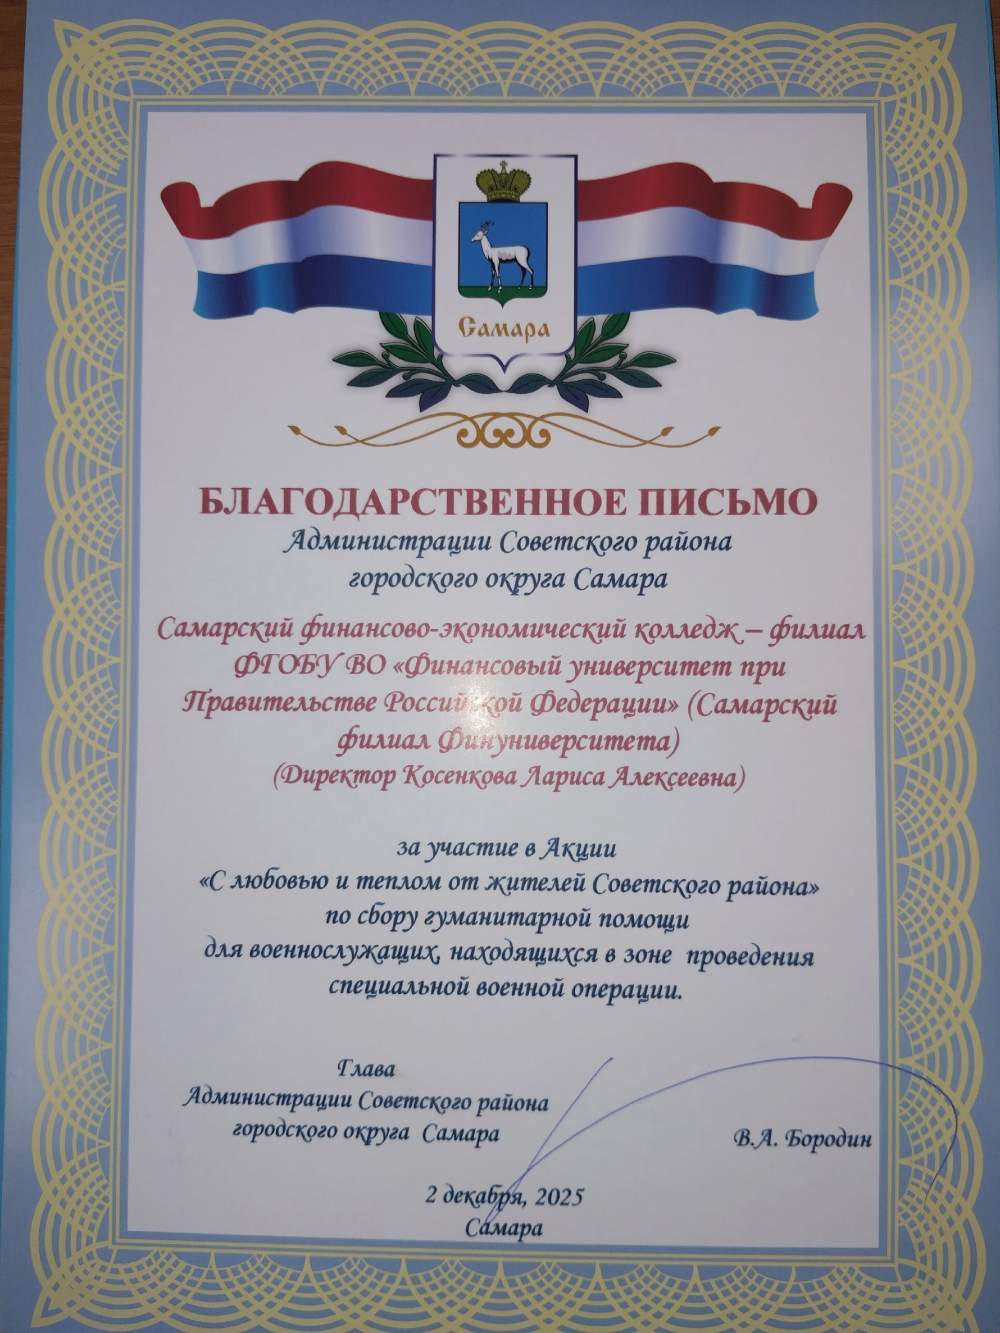 Самара
БЛАГОДАРСТВЕННОЕ ПИСЬМО
Администрации Советского района
городского округа Самара
Самарский финансово-экономический колледж – филиал
ФГОБУ ВО «Финансовый университет при
Правительстве Российской Федерации» (Самарский
филиал Финуниверситета)
(Директор Косенкова Лариса Алексеевна)
за участие в Акции
«С любовью и теплом от жителей Советского района»
по сбору гуманитарной помощи
для военнослужащих, находящихся в зоне проведения
специальной военной операции.
Глава
Администрации Советского района
городского округа Самара
В.А. Бородин
2 декабря, 2025
Самара